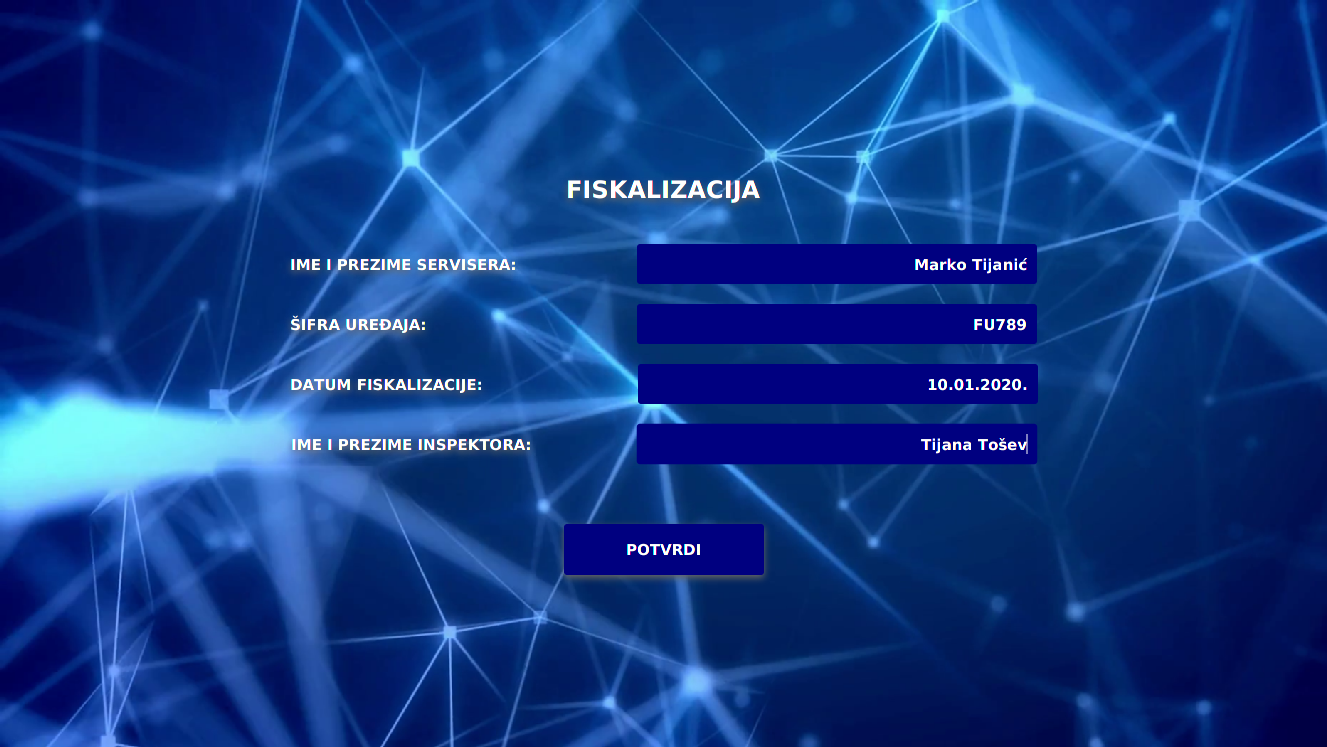 FISKALIZACIJA
IME I PREZIME SERVISERA: Marko Tijanić
ŠIFRA UREĐAJA: FU789
DATUM FISKALIZACIJE: 10.01.2020.
IME I PREZIME INSPEKTORA: Tijana Tošev
POTVRDI